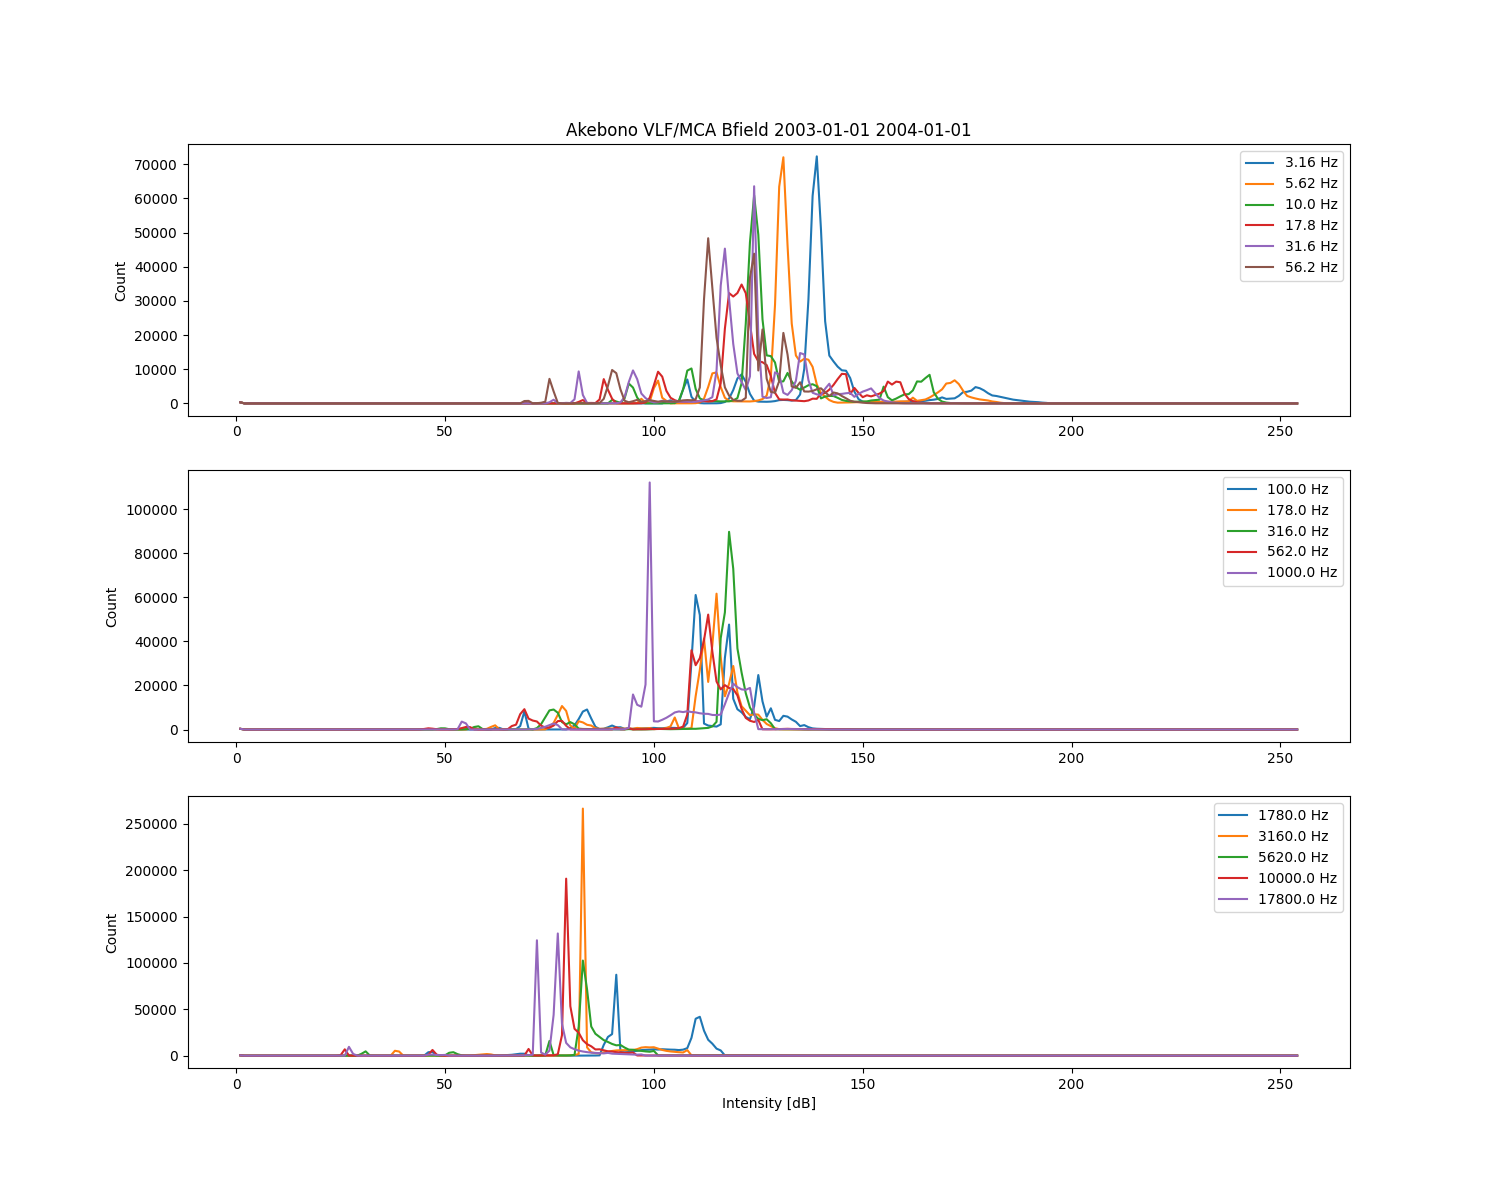 Akebono VLF/MCA Bfield 2003-01-01 2004-01-01
70000
60000
50000
40000
30000
20000
10000
0
Count
3.16 Hz
5.62 Hz
10.0 Hz
17.8 Hz
31.6 Hz
56.2 Hz
0 50 100 150 200 250
100000
80000
60000
40000
20000
0
Count
100.0 Hz
178.0 Hz
316.0 Hz
562.0 Hz
1000.0 Hz
0 50 100 150 200 250
250000
200000
150000
100000
50000
0
Count
1780.0 Hz
3160.0 Hz
5620.0 Hz
10000.0 Hz
17800.0 Hz
0 50 100 150 200 250
Intensity [dB]